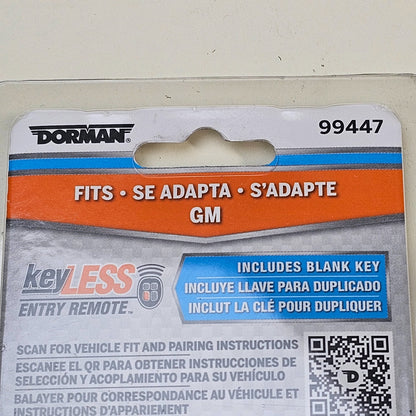 DORMAN®
99447
FITS • SE ADAPTA • S'ADAPTE
GM
keyLESS
ENTRY REMOTE™
INCLUDES BLANK KEY
INCLUYE LLAVE PARA DUPLICADO
INCLUT LA CLÉ POUR DUPLIQUER
SCAN FOR VEHICLE FIT AND PAIRING INSTRUCTIONS
ESCANEE EL QR PARA OBTENER INSTRUCCIONES DE
SELECCIÓN Y ACOPLAMIENTO PARA SU VEHÍCULO
BALAYER POUR CORRESPONDANCE AU VÉHICULE ET
INSTRUCTIONS D'APPARIEMENT
D